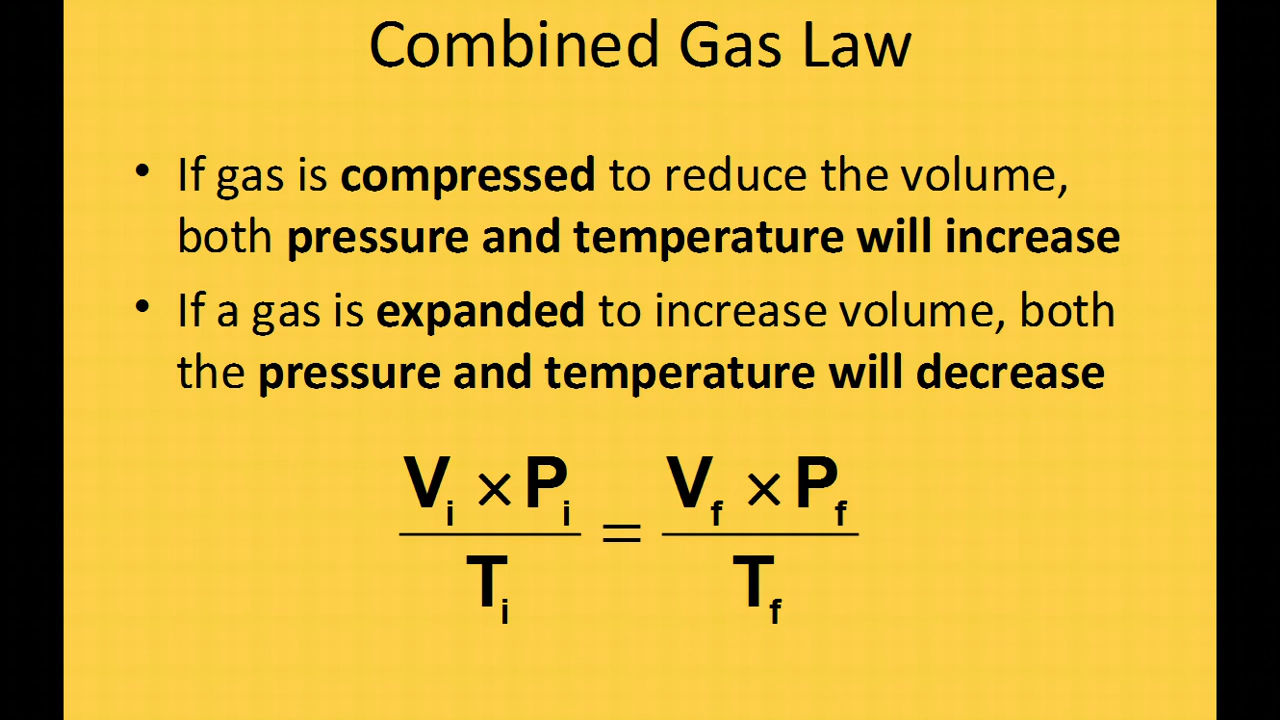 Combined Gas Law
• If gas is compressed to reduce the volume,
both pressure and temperature will increase
• If a gas is expanded to increase volume, both
the pressure and temperature will decrease
Vi × Pi / Ti = Vf × Pf / Tf